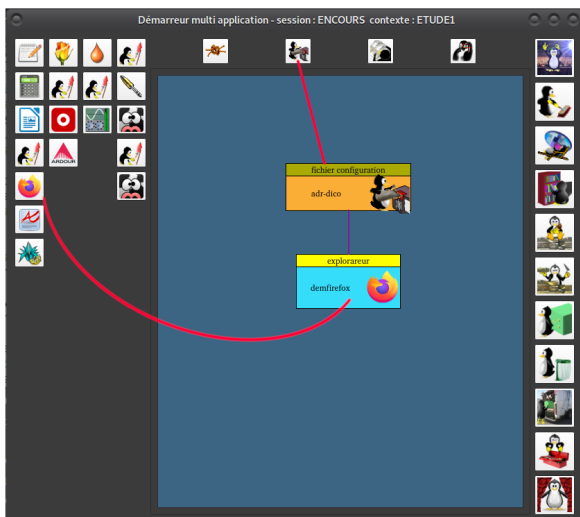 Démarreur multi application - session : ENCOURS contexte : ETUDE1
ARDOUR
fichier configuration
adr-dico
explorareur
demfirefox